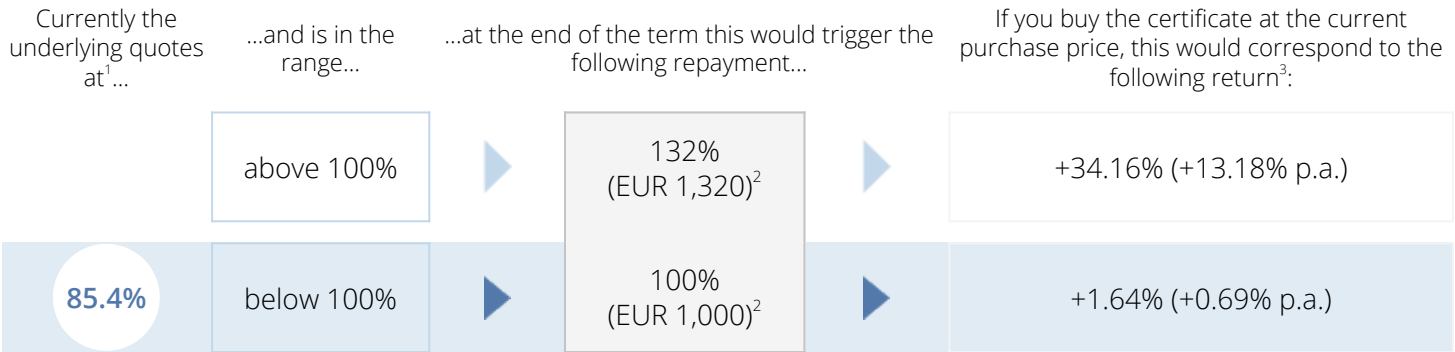 Currently the
underlying quotes
at¹...
...and is in the
range...
...at the end of the term this would trigger the
following repayment...
If you buy the certificate at the current
purchase price, this would correspond to the
following return³:
above 100%
132%
(EUR 1,320)²
+34.16% (+13.18% p.a.)
85.4%
below 100%
100%
(EUR 1,000)²
+1.64% (+0.69% p.a.)